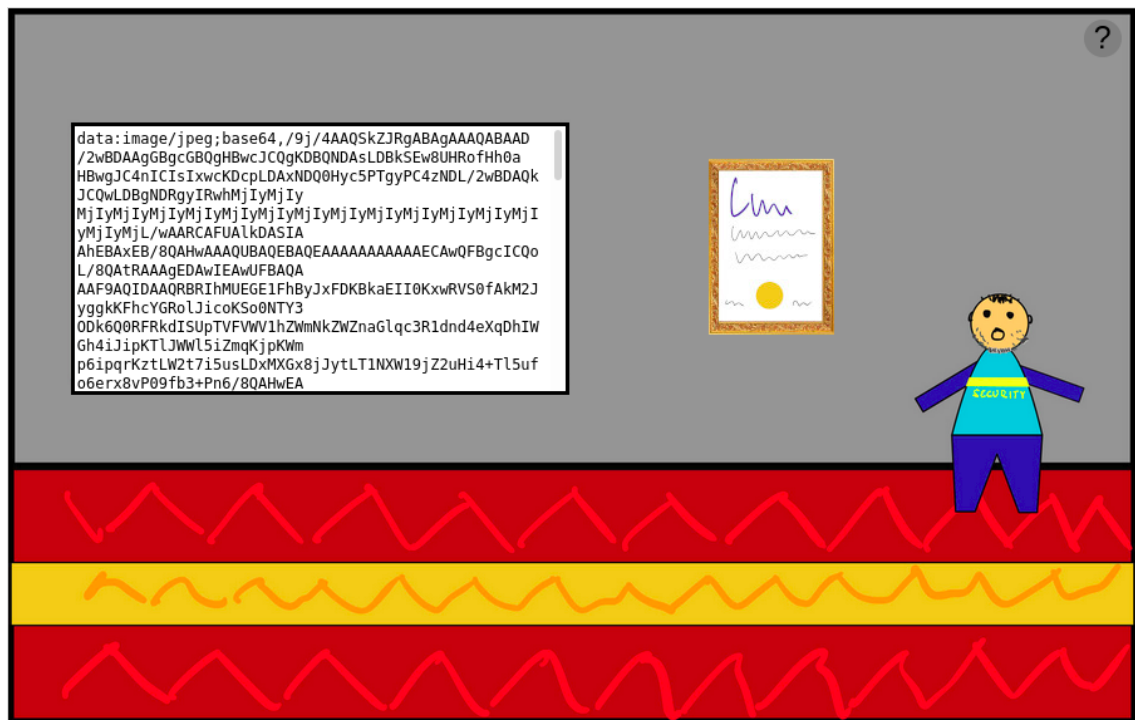 ?
data:image/jpeg;base64,/9j/4AAQSkZJRgABAgAAAQABAAD
/2wBDAAgGBgcGBQgHBwcJCQgKDBQNDAsLDBkSEw8UHRofHh0a
HBwgJC4nICIsIxwcKDcpLDAxNDQ0Hyc5PTgyPC4zNDL/2wBDAQk
JCQwLDBgNDRgyIRwhMjIyMjIy
MjIyMjIyMjIyMjIyMjIyMjIyMjIyMjIyMjIyMjIyMjIyMjIyMjI
yMjIyMjL/wAARCAFUAlkDASIA
AhEBAxEB/8QAHwAAAQUBAQEBAQEAAAAAAAAAAAECAwQFBgcICQo
L/8QAtRAAAgEDAwIEAwUFBAQA
AAF9AQIDAAQRBRIhMUEGE1FhByJxFDKBkaEII0KxwRVS0fAkM2J
yggkKFhcYGRolJicoKSo0NTY3
ODk6Q0RFRkdISUpTVFVWV1hZWmNkZWZnaGlqc3R1dnd4eXqDhIW
Gh4iJipKTlJWWl5iZmqKjpKWm
p6ipqrKztLW2t7i5usLDxMXGx8jJytLT1NXW19jZ2uHi4+Tl5uf
o6erx8vP09fb3+Pn6/8QAHwEA
SECURITY